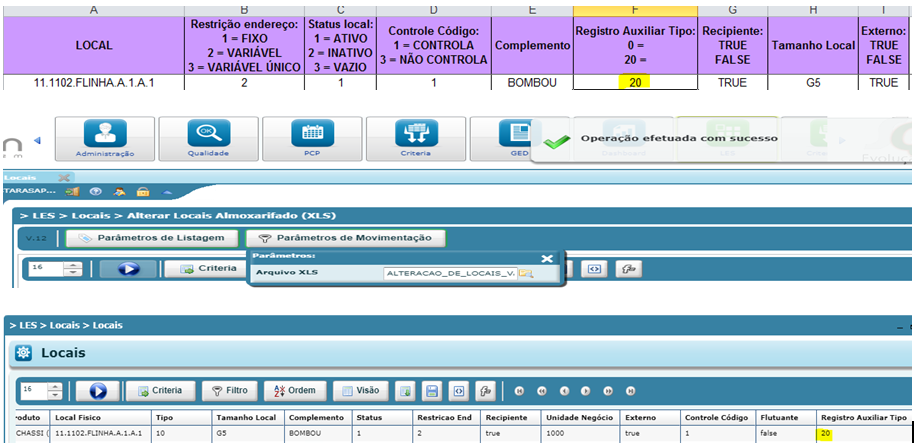 A B C D E F G H I
LOCAL
Restrição endereço:
1 = FIXO
2 = VARIÁVEL
3 = VARIÁVEL ÚNICO
Status local:
1 = ATIVO
2 = INATIVO
3 = VAZIO
Controle Código:
1 = CONTROLA
3 = NÃO CONTROLA
Complemento
Registro Auxiliar Tipo:
0 =
20 =
Recipiente:
TRUE
FALSE
Tamanho Local
Externo:
TRUE
FALSE
11.1102.FLINHA.A.1.A.1 2 1 1 BOMBOU 20 TRUE G5 TRUE
Administração Qualidade PCP Criteria GED
Operação efetuada com sucesso
Locais
TARASAP...
> LES > Locais > Alterar Locais Almoxarifado (XLS)
V.12 Parâmetros de Listagem Parâmetros de Movimentação
Parâmetros:
16 Criteria
Arquivo XLS ALTERACAO_DE_LOCAIS_V.
> LES > Locais > Locais
Locais
16 Criteria Filtro Ordem Visão
roduto Local Fisico Tipo Tamanho Local Complemento Status Restricao End Recipiente Unidade Negócio Externo Controle Código Flutuante Registro Auxiliar Tipo
CHASSI ( 11.1102.FLINHA.A.1.A.1 10 G5 BOMBOU 1 2 true 1000 true 1 false 20